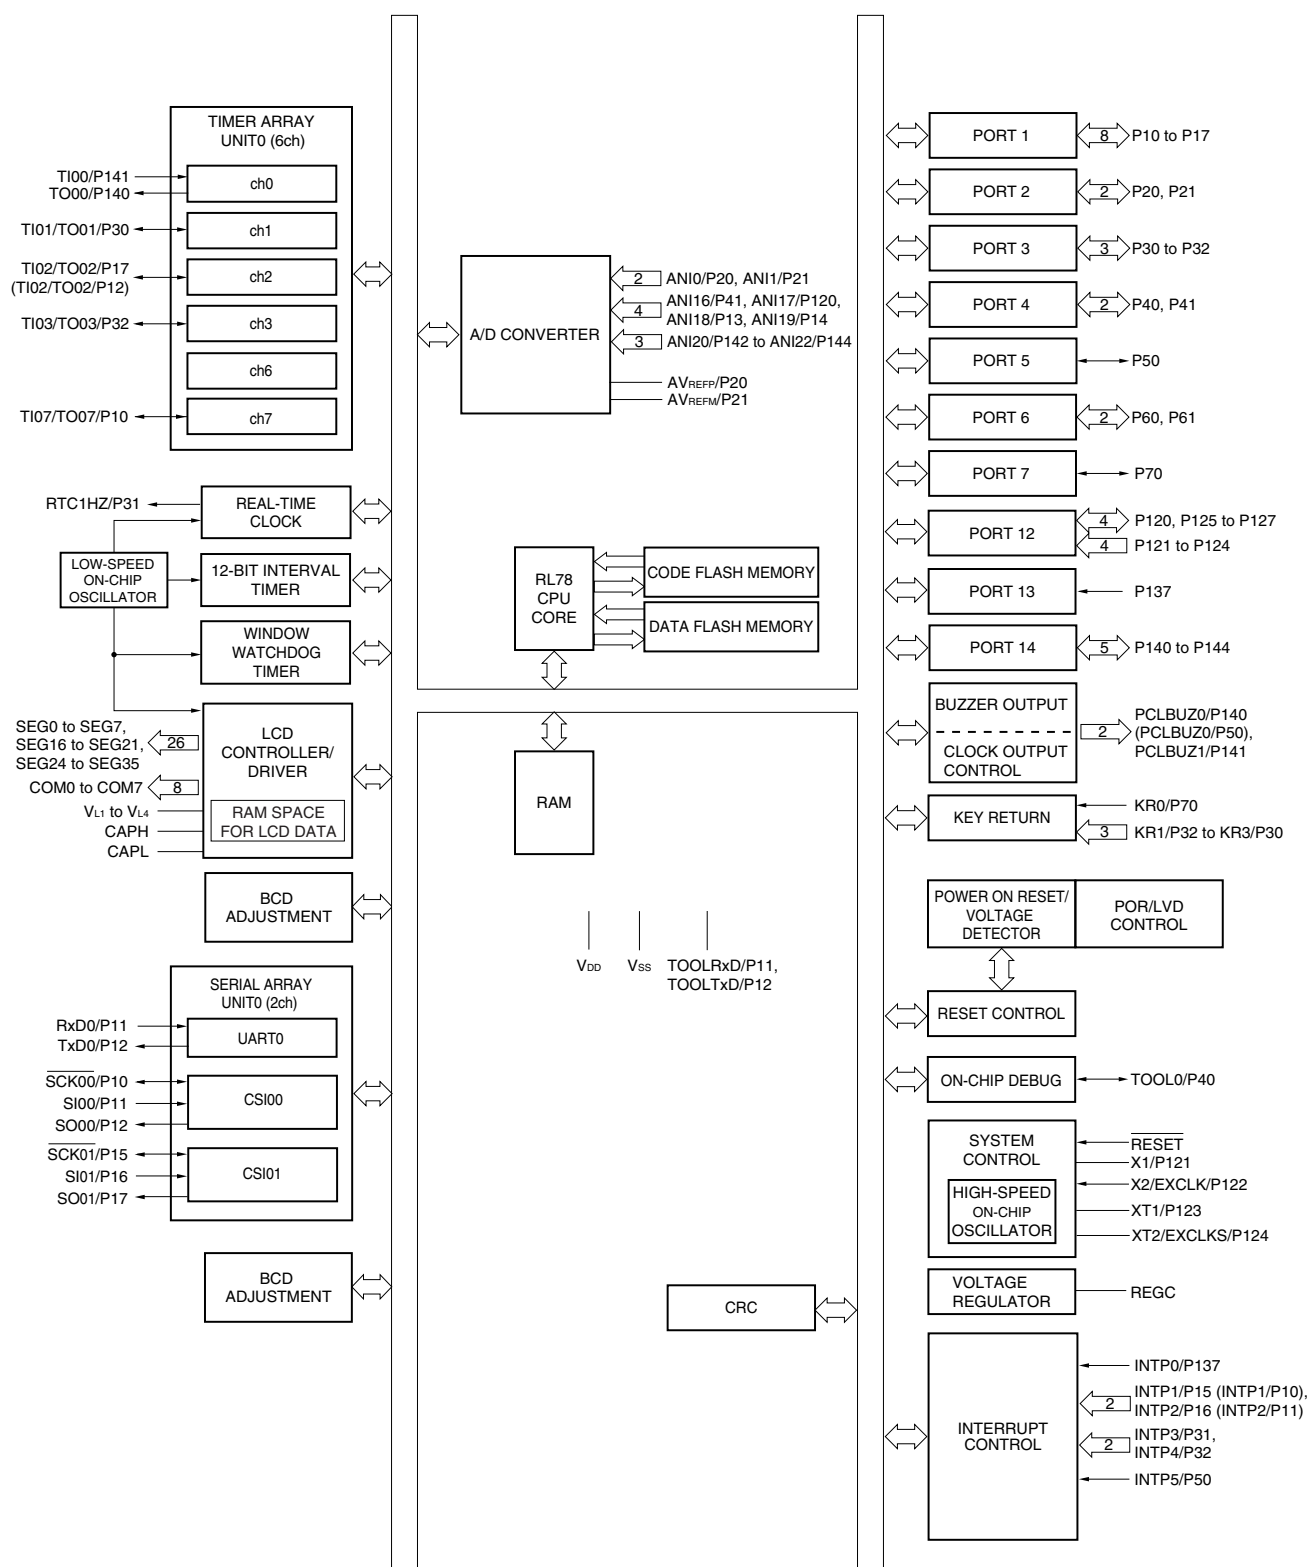 TIMER ARRAY
UNIT0 (6ch)
TI00/P141
TO00/P140
ch0
TI01/TO01/P30
ch1
TI02/TO02/P17
(TI02/TO02/P12)
ch2
TI03/TO03/P32
ch3
ch6
TI07/TO07/P10
ch7
RTC1HZ/P31
REAL-TIME
CLOCK
LOW-SPEED
ON-CHIP
OSCILLATOR
12-BIT INTERVAL
TIMER
WINDOW
WATCHDOG
TIMER
SEG0 to SEG7,
SEG16 to SEG21,
SEG24 to SEG35
26
COM0 to COM7
8
VL1 to VL4
CAPH
CAPL
LCD
CONTROLLER/
DRIVER
RAM SPACE
FOR LCD DATA
BCD
ADJUSTMENT
SERIAL ARRAY
UNIT0 (2ch)
RxD0/P11
TxD0/P12
UART0
SCK00/P10
SI00/P11
SO00/P12
CSI00
SCK01/P15
SI01/P16
SO01/P17
CSI01
BCD
ADJUSTMENT
A/D CONVERTER
2
ANI0/P20, ANI1/P21
4
ANI16/P41, ANI17/P120,
ANI18/P13, ANI19/P14
3
ANI20/P142 to ANI22/P144
AVREFP/P20
AVREFM/P21
RL78
CPU
CORE
CODE FLASH MEMORY
DATA FLASH MEMORY
RAM
VDD
VSS
TOOLRxD/P11,
TOOLTxD/P12
CRC
PORT 1
8
P10 to P17
PORT 2
2
P20, P21
PORT 3
3
P30 to P32
PORT 4
2
P40, P41
PORT 5
P50
PORT 6
2
P60, P61
PORT 7
P70
PORT 12
4
P120, P125 to P127
4
P121 to P124
PORT 13
P137
PORT 14
5
P140 to P144
BUZZER OUTPUT
CLOCK OUTPUT
CONTROL
2
PCLBUZ0/P140
(PCLBUZ0/P50),
PCLBUZ1/P141
KEY RETURN
KR0/P70
3
KR1/P32 to KR3/P30
POWER ON RESET/
VOLTAGE
DETECTOR
POR/LVD
CONTROL
RESET CONTROL
ON-CHIP DEBUG
TOOL0/P40
SYSTEM
CONTROL
HIGH-SPEED
ON-CHIP
OSCILLATOR
RESET
X1/P121
X2/EXCLK/P122
XT1/P123
XT2/EXCLKS/P124
VOLTAGE
REGULATOR
REGC
INTERRUPT
CONTROL
INTP0/P137
2
INTP1/P15 (INTP1/P10),
INTP2/P16 (INTP2/P11)
2
INTP3/P31,
INTP4/P32
INTP5/P50